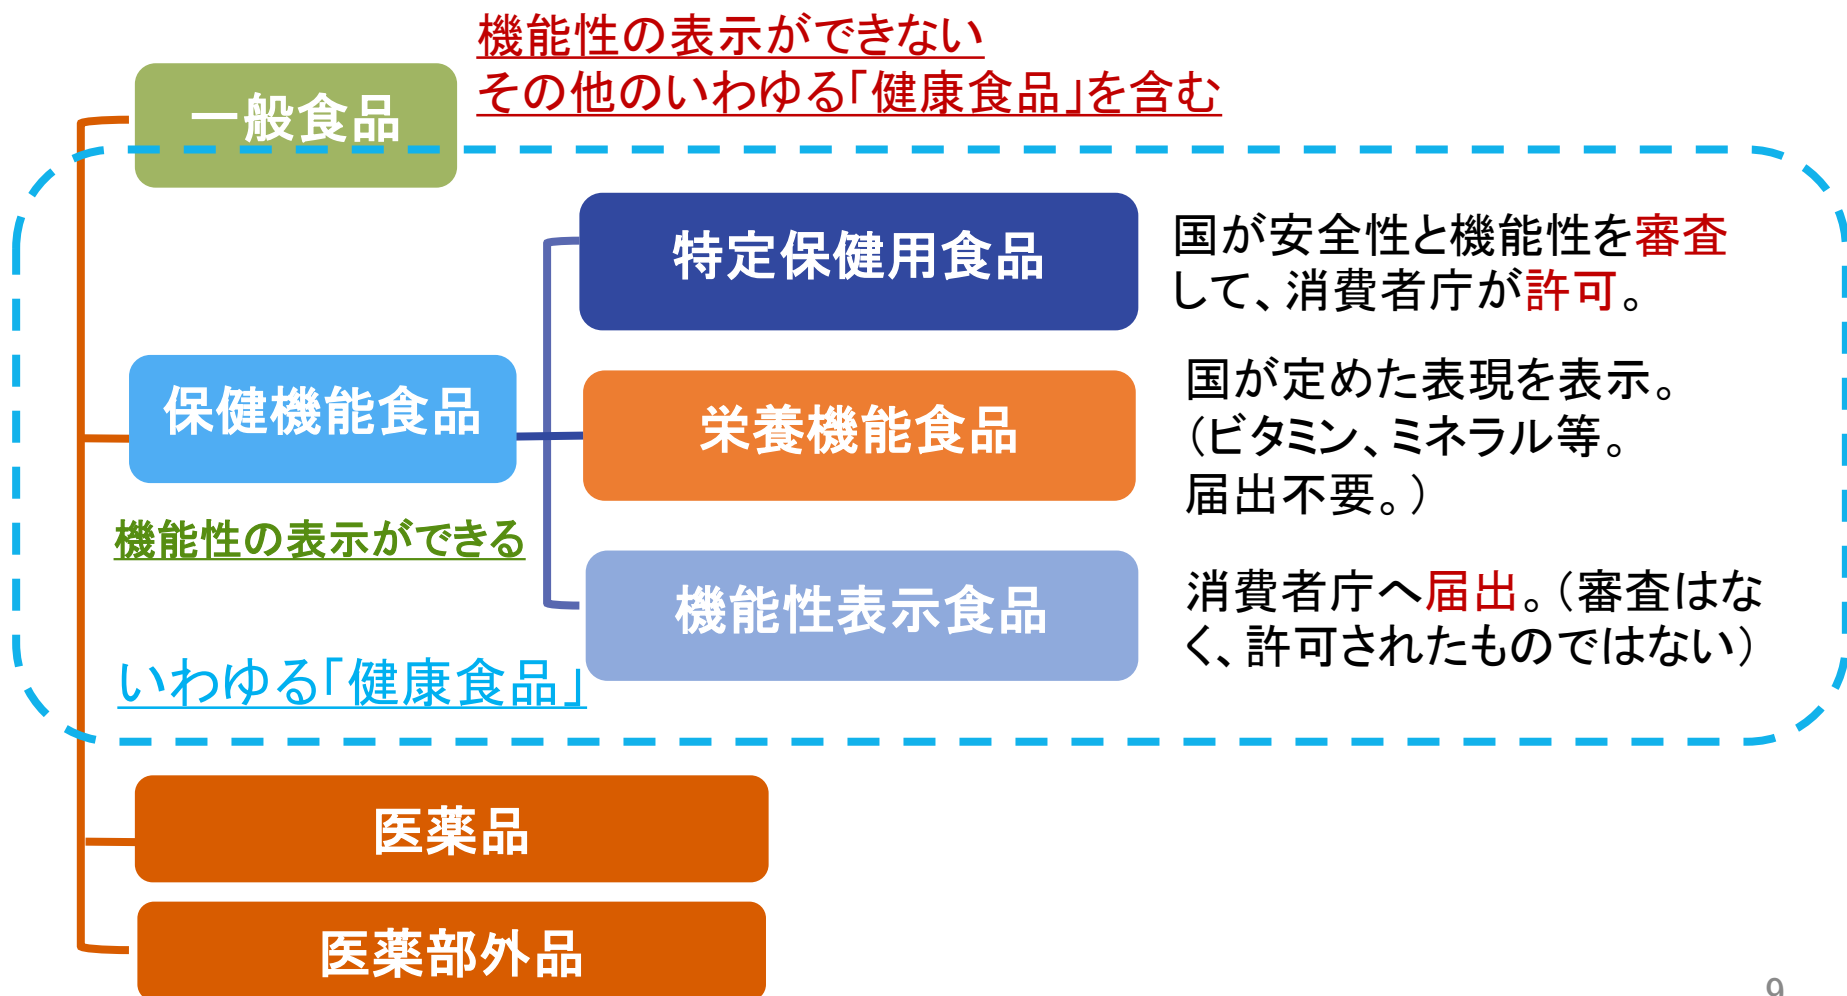 機能性の表示ができない
その他のいわゆる「健康食品」を含む
一般食品
特定保健用食品
国が安全性と機能性を審査
して、消費者庁が許可。
保健機能食品
栄養機能食品
国が定めた表現を表示。
(ビタミン、ミネラル等。
届出不要。)
機能性の表示ができる
機能性表示食品
消費者庁へ届出。(審査はな
く、許可されたものではない)
いわゆる「健康食品」
医薬品
医薬部外品
9